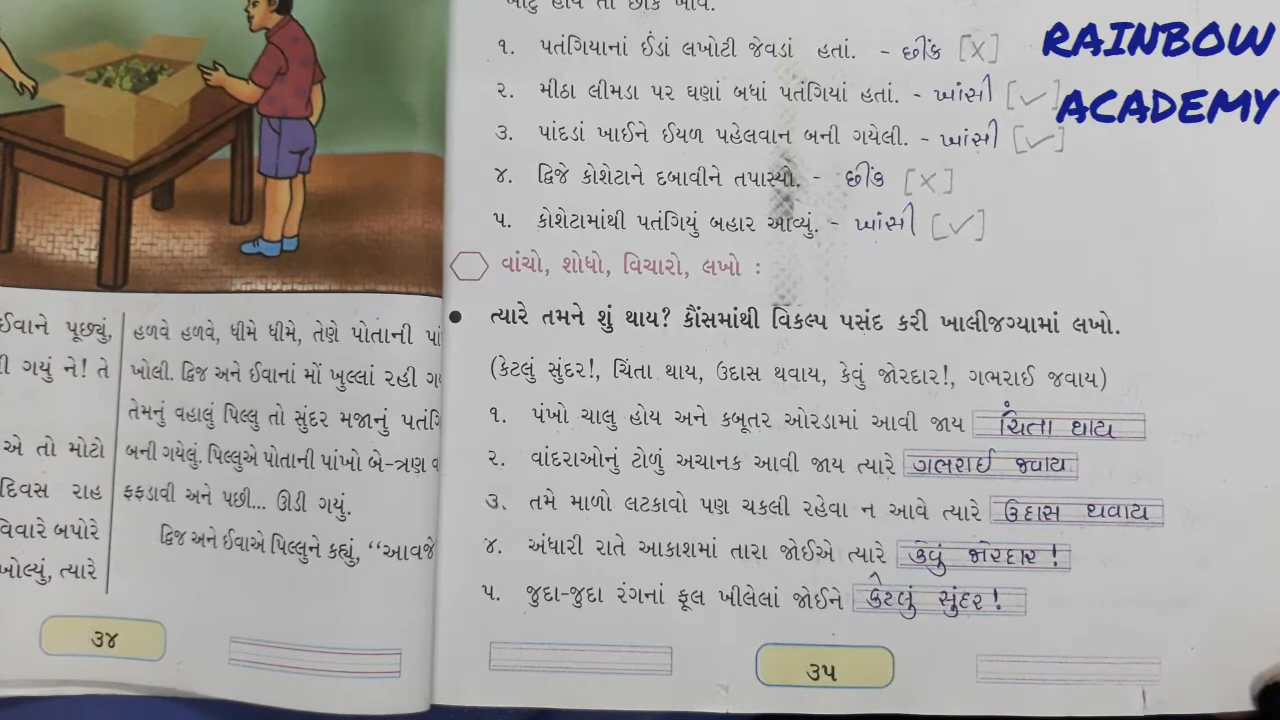 RAINBOW
ACADEMY
ઈવાને પૂછ્યું,
ગયું ને! તે
એ તો મોટો
દિવસ રાહ
બપોરે
ત્યારે
હળવે હળવે, ધીમે ધીમે, તેણે પોતાની
ખોલી. દ્વિજ અને ઈવાનાં મોં ખુલ્લાં રહી
તેમનું વહાલું પિલ્લુ તો સુંદર મજાનું
બની ગયેલું. પિલ્લુએ પોતાની પાંખો બે-ત્રણ
ફફડાવી અને પછી... ઊડી ગયું.
દ્વિજ અને ઈવાએ પિલ્લુને કહ્યું, “આવજે
૩૪
૧. પતંગિયાનાં ઈંડાં લખોટી જેવડાં હતાં. - છીંક [X]
૨. મીઠા લીમડા પર ઘણાં બધાં પતંગિયાં હતાં. - ખાંસી [✓]
૩. પાંદડાં ખાઈને ઈયળ પહેલવાન બની ગયેલી. - ખાંસી [✓]
૪. દ્વિજે કોશેટાને દબાવીને તપાસ્યો. - છીંક [X]
૫. કોશેટામાંથી પતંગિયું બહાર આવ્યું. - ખાંસી [✓]
વાંચો, શોધો, વિચારો, લખો :
• ત્યારે તમને શું થાય? કૌંસમાંથી વિકલ્પ પસંદ કરી ખાલીજગ્યામાં લખો.
(કેટલું સુંદર!, ચિંતા થાય, ઉદાસ થવાય, કેવું જોરદાર!, ગભરાઈ જવાય)
૧. પંખો ચાલુ હોય અને કબૂતર ઓરડામાં આવી જાય ચિંતા થાય
૨. વાંદરાઓનું ટોળું અચાનક આવી જાય ત્યારે ગભરાઈ જવાય
૩. તમે માળો લટકાવો પણ ચકલી રહેવા ન આવે ત્યારે ઉદાસ થવાય
૪. અંધારી રાતે આકાશમાં તારા જોઈએ ત્યારે કેવું જોરદાર !
૫. જુદા-જુદા રંગનાં ફૂલ ખીલેલાં જોઈને કેટલું સુંદર !
૩૫